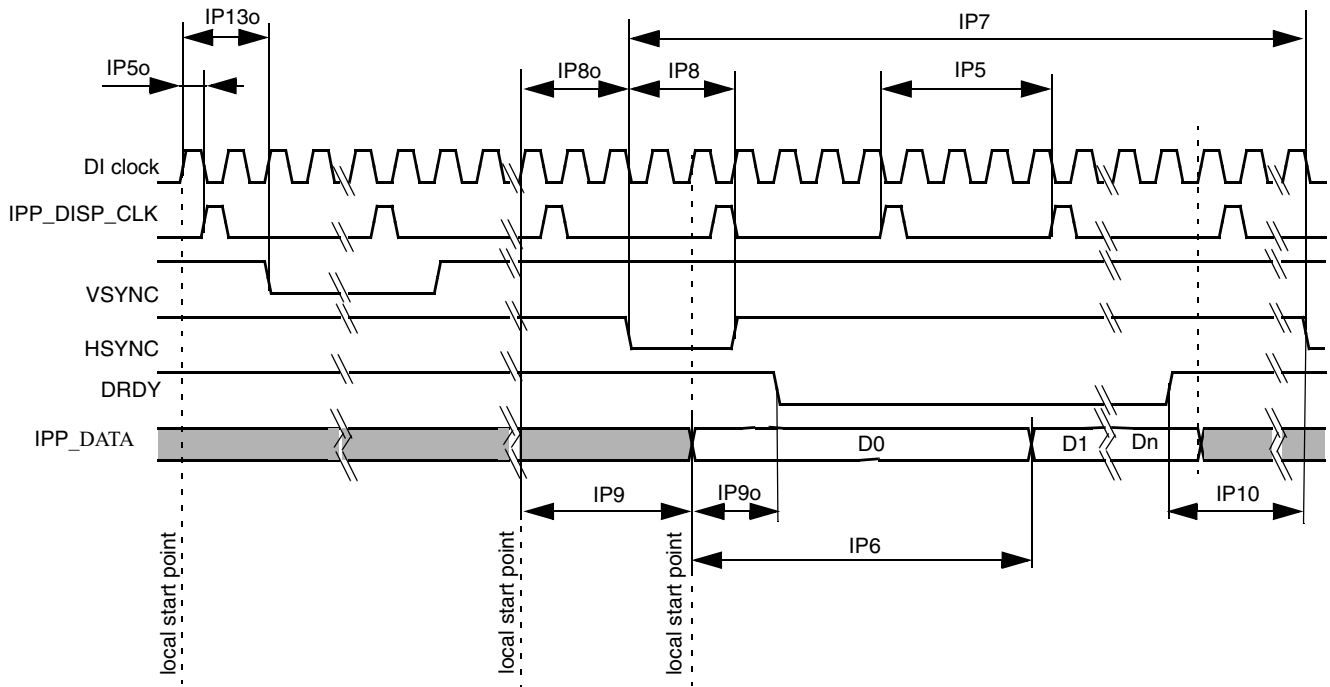 IP13o
IP7
IP5o
IP8o
IP8
IP5
DI clock
IPP_DISP_CLK
VSYNC
HSYNC
DRDY
IPP_DATA
D0
D1
Dn
IP9
IP9o
IP10
IP6
local start point
local start point
local start point